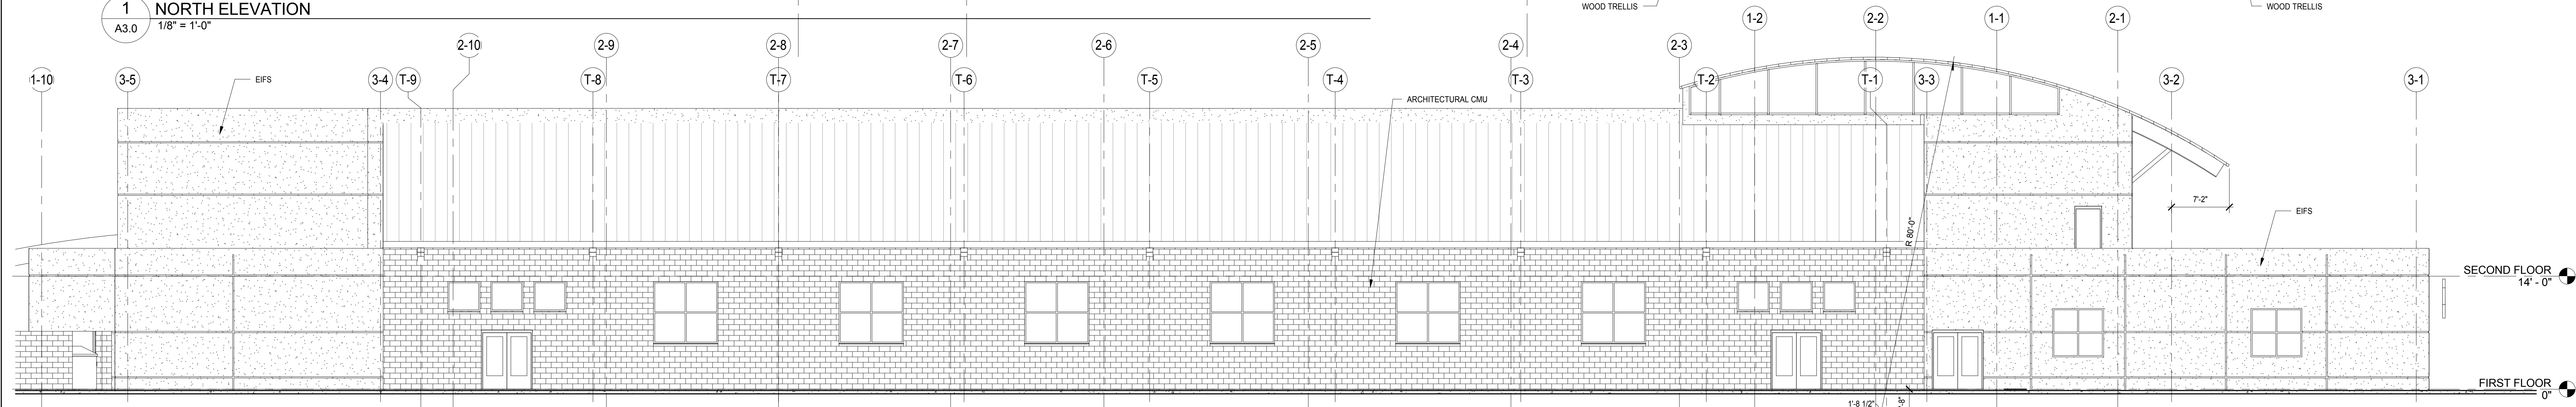 1
A3.0
NORTH ELEVATION
1/8" = 1'-0"
WOOD TRELLIS
WOOD TRELLIS
1-2
2-2
1-1
2-1
2-10
2-9
2-8
2-7
2-6
2-5
2-4
2-3
1-10
3-5
EIFS
3-4
T-9
T-8
T-7
T-6
T-5
T-4
T-3
T-2
T-1
3-3
3-2
3-1
ARCHITECTURAL CMU
7'-2"
EIFS
R 80'-0"
SECOND FLOOR
14' - 0"
FIRST FLOOR
0"
1'-8 1/2"
-8"